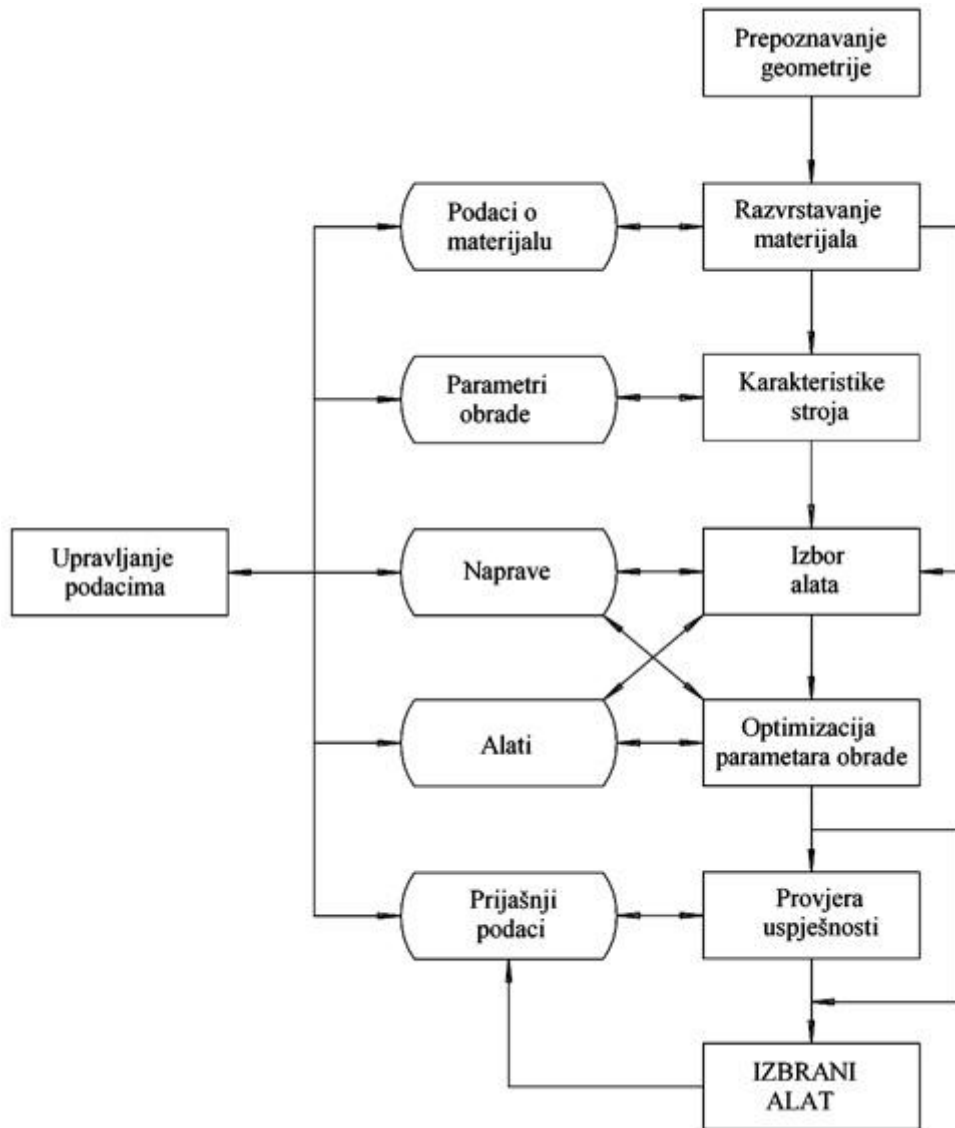 Prepoznavanje
geometrije
Podaci o
materijalu
Razvrstavanje
materijala
Parametri
obrade
Karakteristike
stroja
Upravljanje
podacima
Naprave
Izbor
alata
Alati
Optimizacija
parametara obrade
Prijašnji
podaci
Provjera
uspješnosti
IZBRANI
ALAT